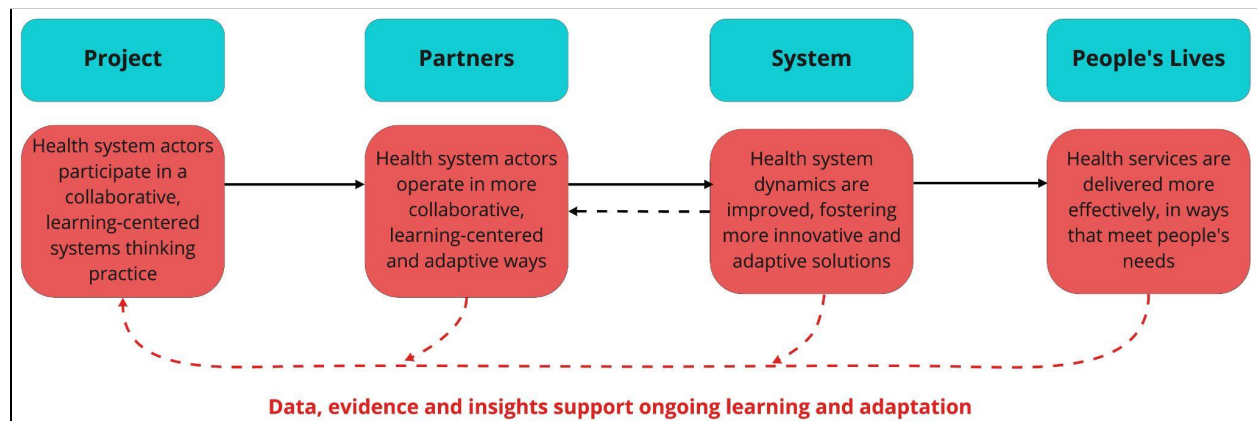 Project
Partners
System
People's Lives
Health system actors
participate in a
collaborative,
learning-centered
systems thinking
practice
Health system actors
operate in more
collaborative,
learning-centered
and adaptive ways
Health system
dynamics are
improved, fostering
more innovative and
adaptive solutions
Health services are
delivered more
effectively, in ways
that meet people's
needs
Data, evidence and insights support ongoing learning and adaptation